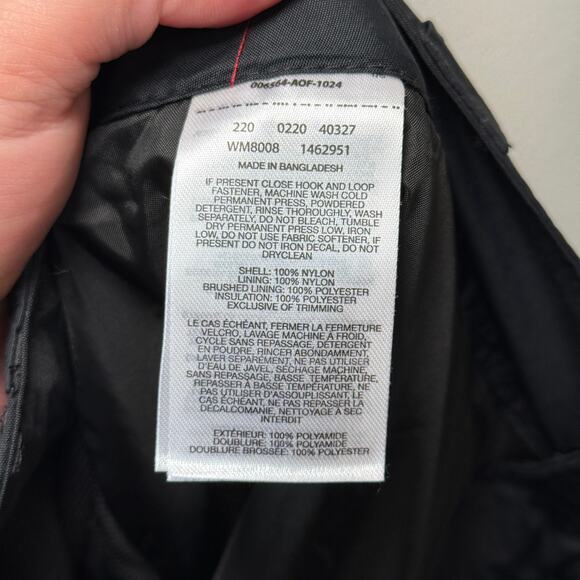 006564-AOF-1024
220 0220 40327
WM8008 1462951
MADE IN BANGLADESH
IF PRESENT CLOSE HOOK AND LOOP
FASTENER, MACHINE WASH COLD
PERMANENT PRESS, POWDERED
DETERGENT, RINSE THOROUGHLY, WASH
SEPARATELY, DO NOT BLEACH, TUMBLE
DRY PERMANENT PRESS LOW, IRON
LOW, DO NOT USE FABRIC SOFTENER, IF
PRESENT DO NOT IRON DECAL, DO NOT
DRYCLEAN
SHELL: 100% NYLON
LINING: 100% NYLON
BRUSHED LINING: 100% POLYESTER
INSULATION: 100% POLYESTER
EXCLUSIVE OF TRIMMING
LE CAS ÉCHÉANT, FERMER LA FERMETURE
VELCRO, LAVAGE MACHINE À FROID,
CYCLE SANS REPASSAGE, DÉTERGENT
EN POUDRE, RINCER ABONDAMMENT,
LAVER SÉPARÉMENT, NE PAS UTILISER
D'EAU DE JAVEL, SÉCHAGE MACHINE
SANS REPASSAGE, BASSE TEMPÉRATURE,
REPASSER À BASSE TEMPÉRATURE, NE
PAS UTILISER D'ASSOUPLISSANT, LE
CAS ÉCHÉANT, NE PAS REPASSER LA
DÉCALCOMANIE, NETTOYAGE À SEC
INTERDIT
EXTÉRIEUR: 100% POLYAMIDE
DOUBLURE: 100% POLYAMIDE
DOUBLURE BROSSÉE: 100% POLYESTER